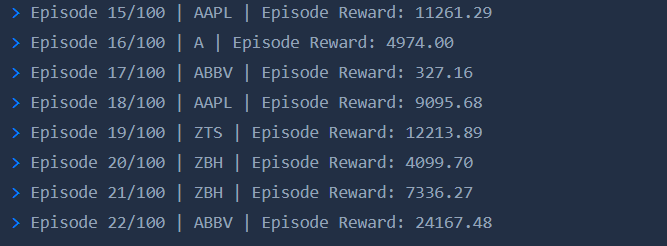 > Episode 15/100 | AAPL | Episode Reward: 11261.29
> Episode 16/100 | A | Episode Reward: 4974.00
> Episode 17/100 | ABBV | Episode Reward: 327.16
> Episode 18/100 | AAPL | Episode Reward: 9095.68
> Episode 19/100 | ZTS | Episode Reward: 12213.89
> Episode 20/100 | ZBH | Episode Reward: 4099.70
> Episode 21/100 | ZBH | Episode Reward: 7336.27
> Episode 22/100 | ABBV | Episode Reward: 24167.48